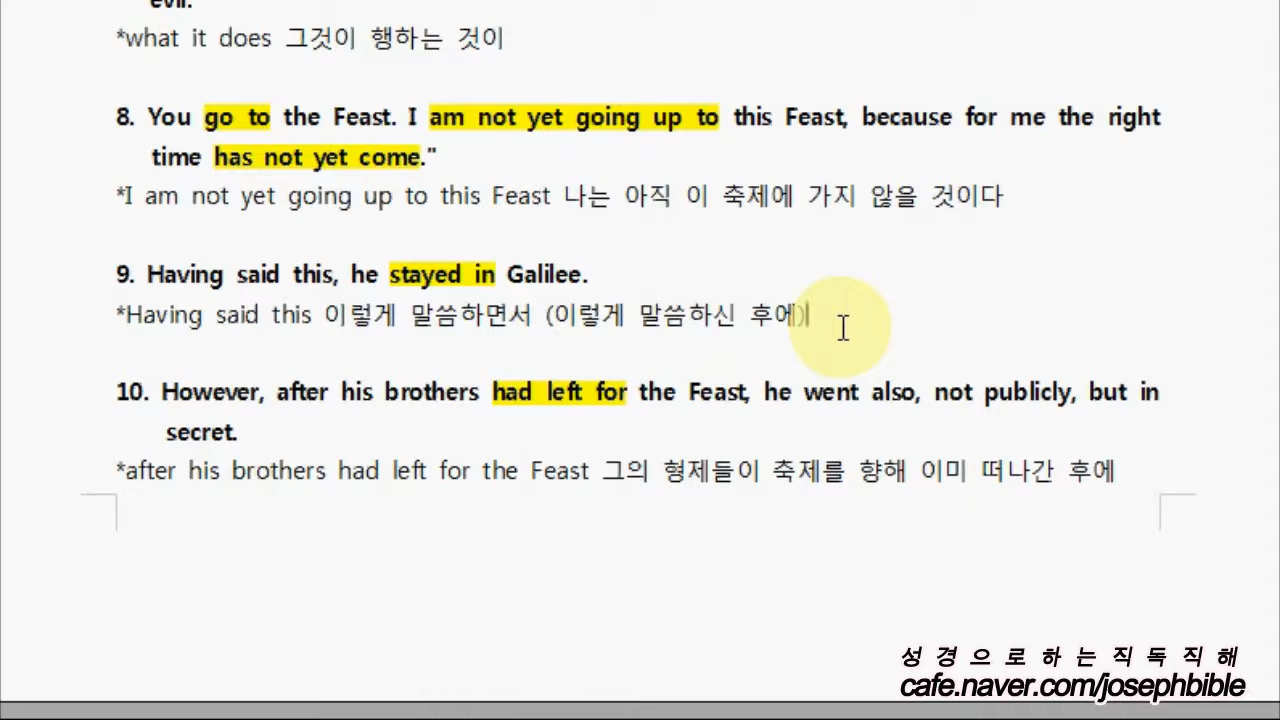 evil.
*what it does 그것이 행하는 것이
8. You go to the Feast. I am not yet going up to this Feast, because for me the right
time has not yet come."
*I am not yet going up to this Feast 나는 아직 이 축제에 가지 않을 것이다
9. Having said this, he stayed in Galilee.
*Having said this 이렇게 말씀하면서 (이렇게 말씀하신 후에)
10. However, after his brothers had left for the Feast, he went also, not publicly, but in
secret.
*after his brothers had left for the Feast 그의 형제들이 축제를 향해 이미 떠나간 후에
성경으로하는직독직해
cafe.naver.com/josephbible